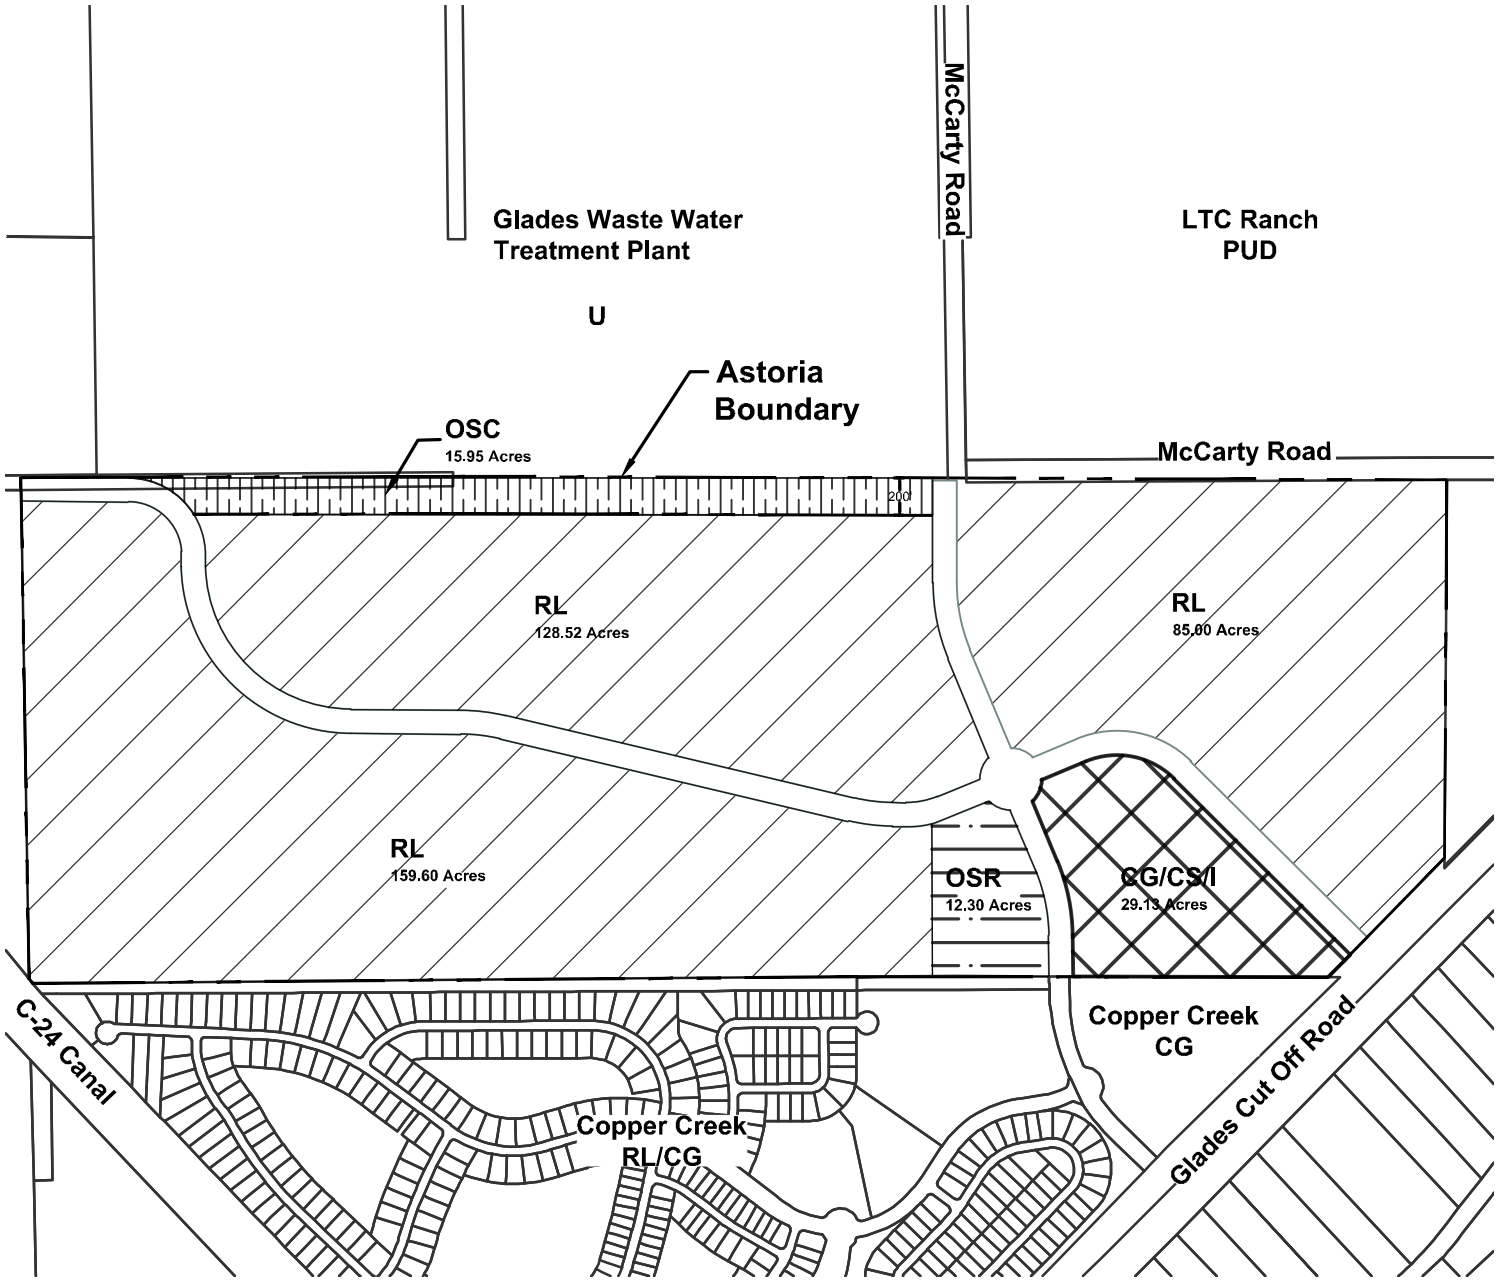 McCarty Road
Glades Waste Water
Treatment Plant
U
LTC Ranch
PUD
Astoria
Boundary
OSC
15.95 Acres
McCarty Road
200'
RL
128.52 Acres
RL
85.00 Acres
RL
159.60 Acres
OSR
12.30 Acres
CG/CS/I
29.13 Acres
C-24 Canal
Copper Creek
CG
Glades Cut Off Road
Copper Creek
RL/CG